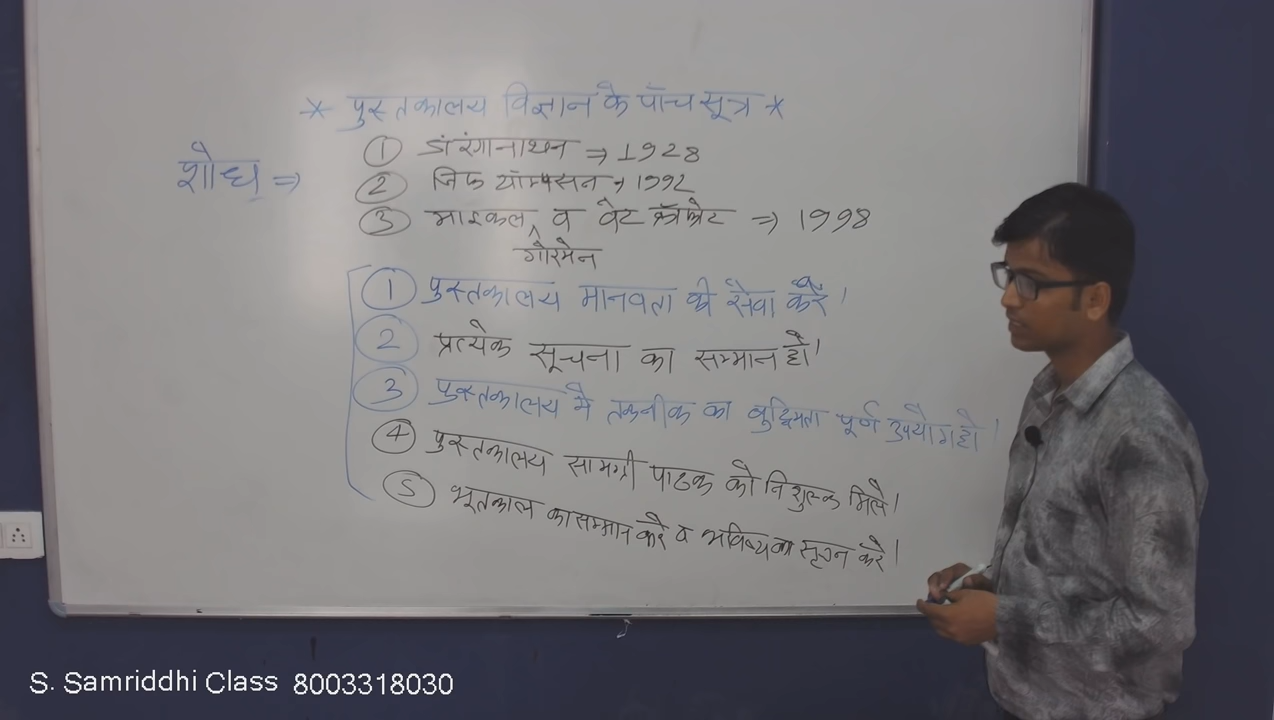 * पुस्तकालय विज्ञान के पाँच सूत्र *
शोध ⇒
① डॉ रंगानाथन ⇒ 1928
② जिफ थॉम्पसन → 1992
③ माइकल व वेट क्रॉफोट ⇒ 1998
गोरमेन
① पुस्तकालय मानवता की सेवा करें।
② प्रत्येक सूचना का सम्मान हो।
③ पुस्तकालय में तकनीक का बुद्धिमता पूर्ण उपयोग हो।
④ पुस्तकालय सामग्री पाठक को निशुल्क मिले।
⑤ भूतकाल का सम्मान करे व भविष्य का सृजन करे।
S. Samriddhi Class 8003318030